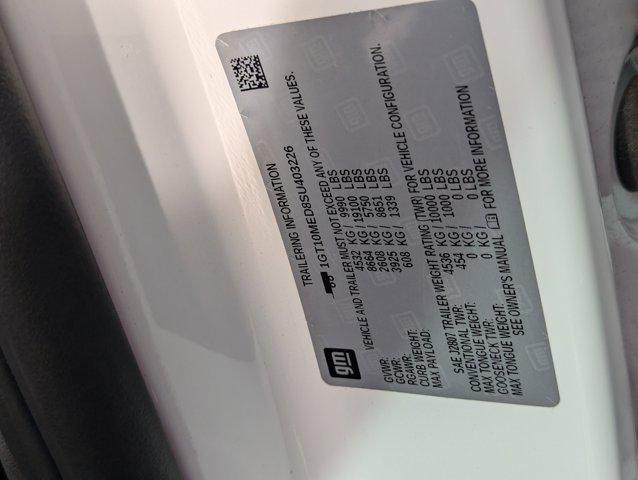 gm
TRAILERING INFORMATION
1GT10MED8SU403226
VEHICLE AND TRAILER MUST NOT EXCEED ANY OF THESE VALUES.
GVWR: 4532 KG / 9990 LBS
GCWR: 8664 KG / 19100 LBS
RGAWR: 2608 KG / 5750 LBS
CURB WEIGHT: 3925 KG / 8651 LBS
MAX PAYLOAD: 608 KG / 1339 LBS
SAE J2807 TRAILER WEIGHT RATING (TWR) FOR VEHICLE CONFIGURATION.
CONVENTIONAL TWR: 4536 KG / 10000 LBS
MAX TONGUE WEIGHT: 454 KG / 1000 LBS
GOOSENECK TWR: 0 KG / 0 LBS
MAX TONGUE WEIGHT: 0 KG / 0 LBS
SEE OWNER'S MANUAL FOR MORE INFORMATION